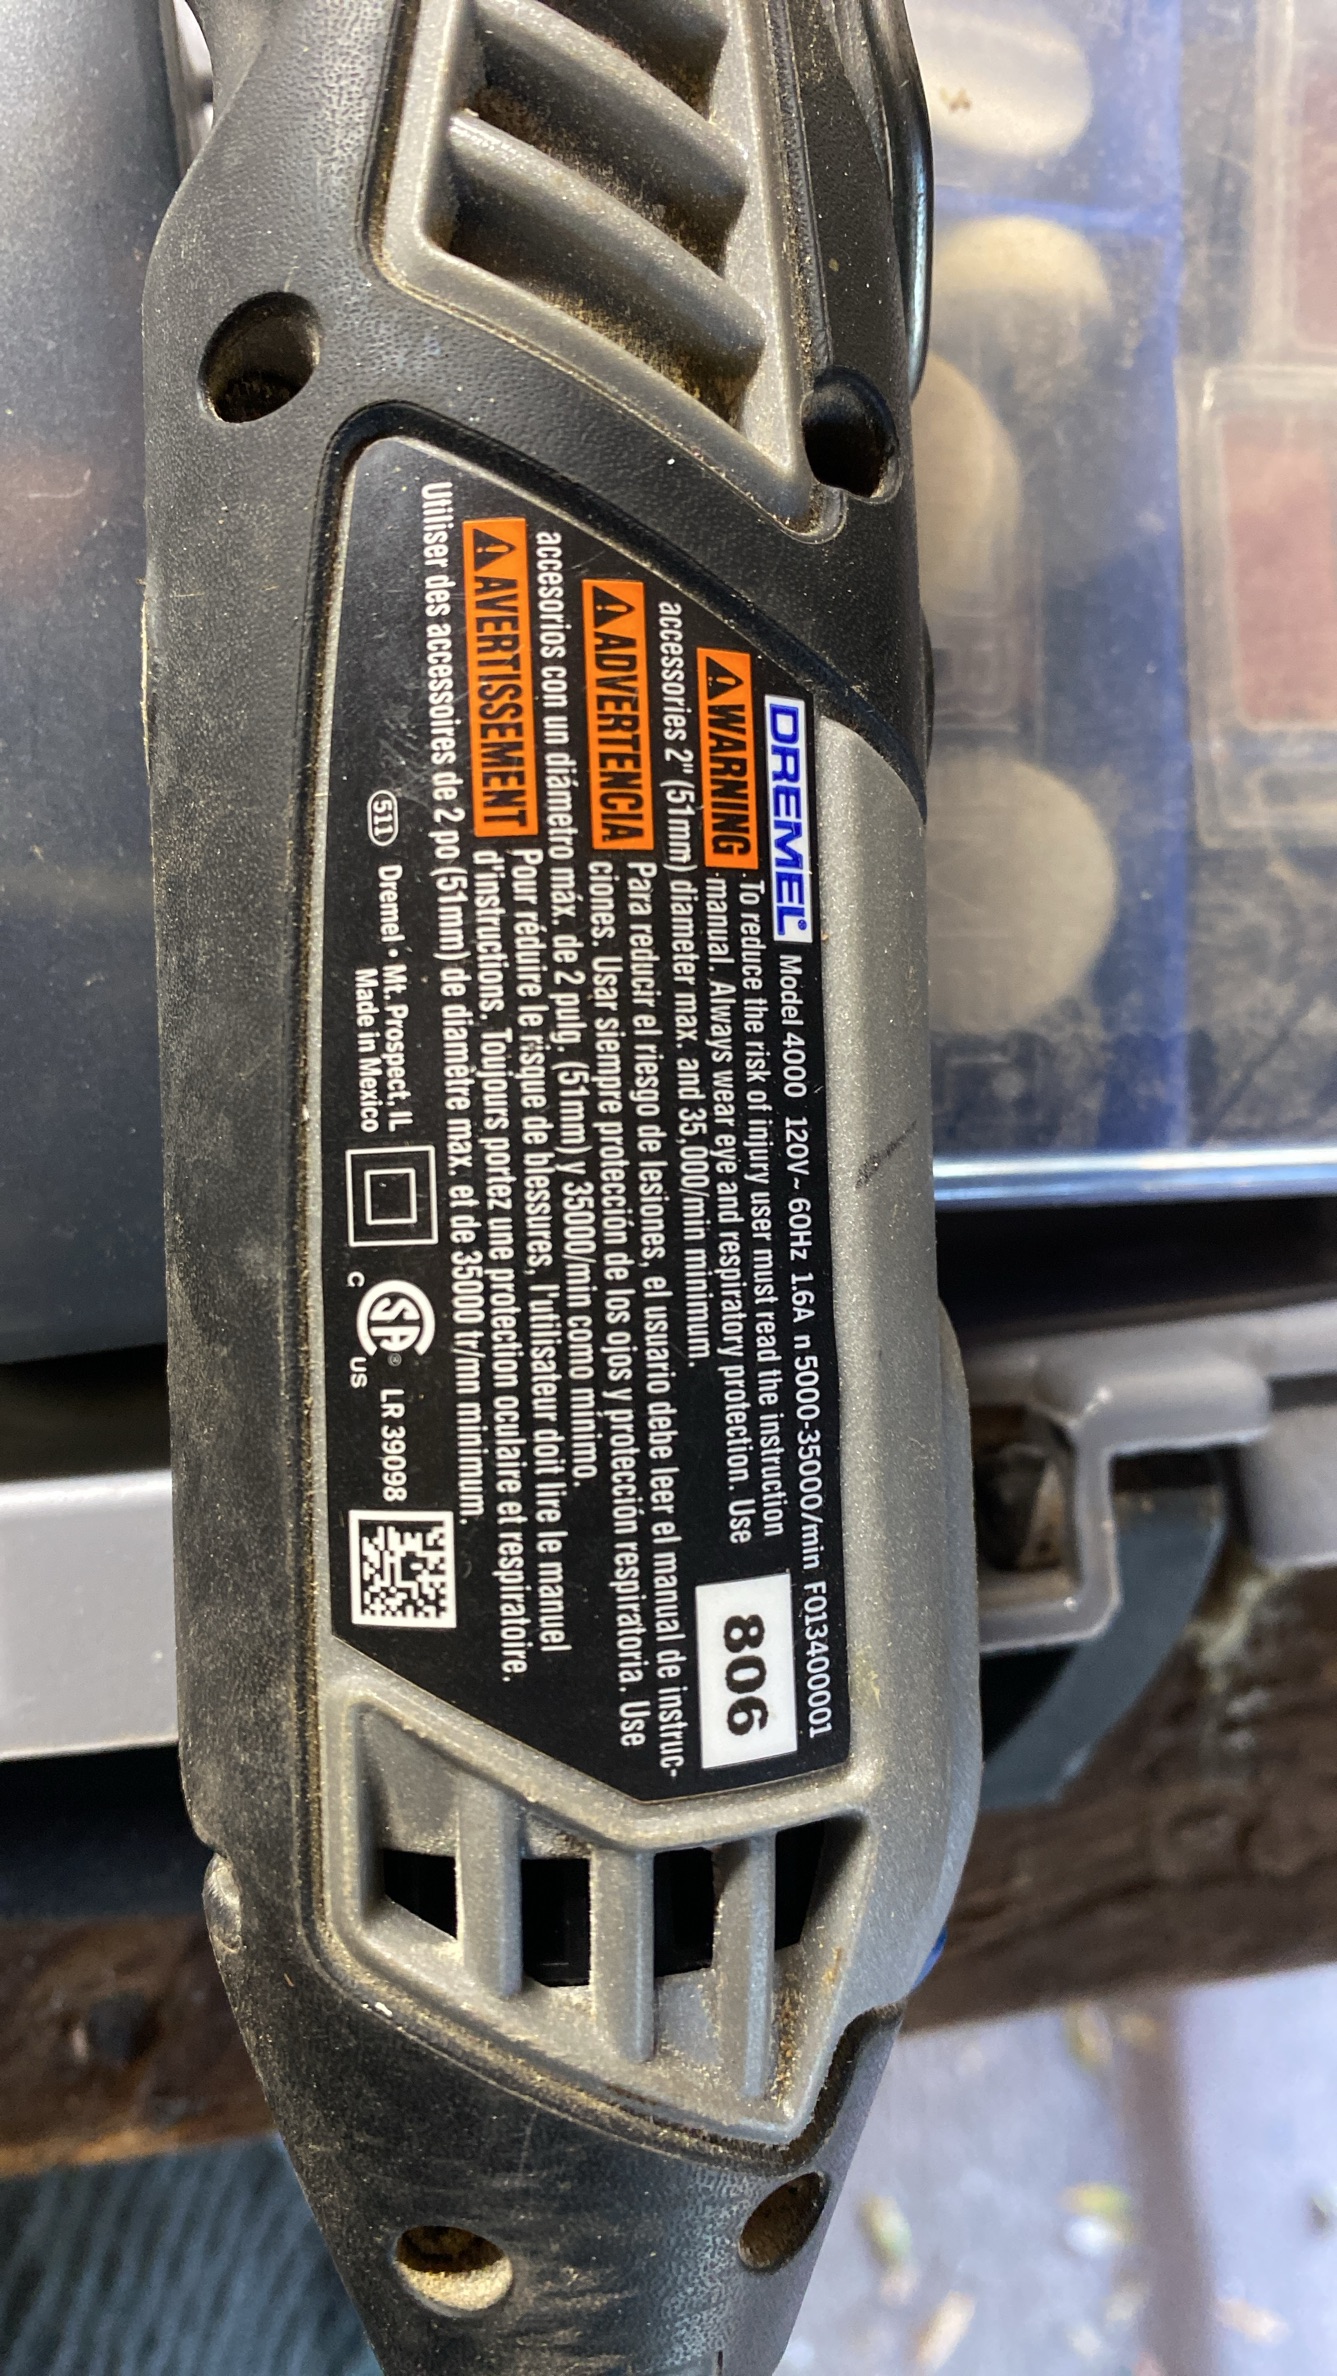 DREMEL® Model 4000 120V~ 60Hz 1.6A n 5000-35000/min F013400001
⚠WARNING To reduce the risk of injury user must read the instruction
manual. Always wear eye and respiratory protection. Use
accessories 2" (51mm) diameter max. and 35,000/min minimum.
806
⚠ADVERTENCIA Para reducir el riesgo de lesiones, el usuario debe leer el manual de instruc-
ciones. Usar siempre protección de los ojos y protección respiratoria. Use
accesorios con un diámetro máx. de 2 pulg. (51mm) y 35000/min como mínimo.
⚠AVERTISSEMENT Pour réduire le risque de blessures, l'utilisateur doit lire le manuel
d'instructions. Toujours portez une protection oculaire et respiratoire.
Utiliser des accessoires de 2 po (51mm) de diamètre max. et de 35000 tr/mn minimum.
511 Dremel • Mt. Prospect, IL
Made in Mexico
C SA® US LR 39098